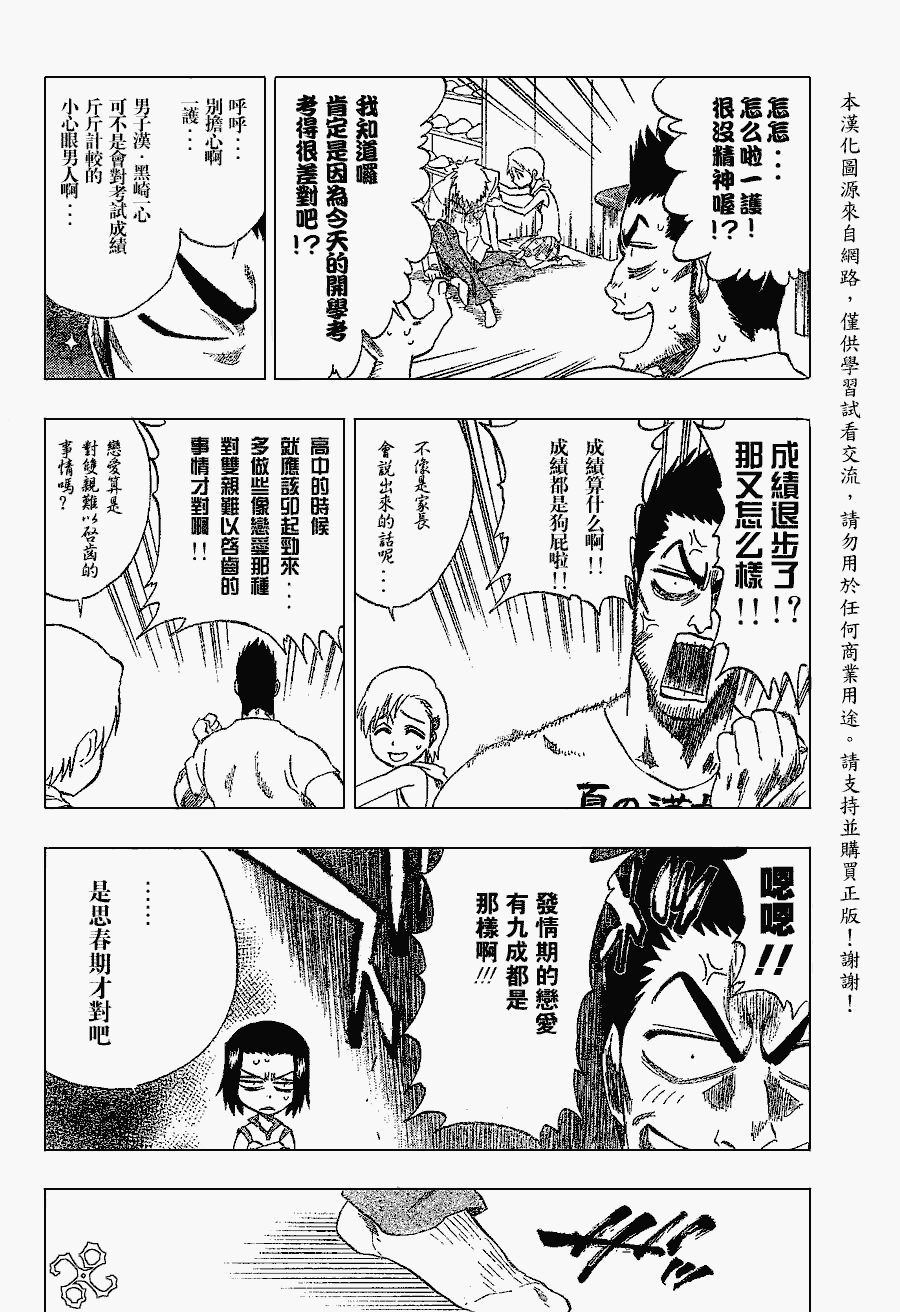 怎怎...
怎么啦一護！
很沒精神喔！？
我知道囉
肯定是因為今天的開學考
考得很差對吧！？
呼呼...
別擔心啊
一護...
男子漢．黑崎一心
可不是會對考試成績
斤斤計較的
小心眼男人啊...
成績退步了！？
那又怎么樣！！
成績算什么啊！！
成績都是狗屁啦！！
不像是家長
會說出來的話呢...
夏の
高中的時候
就應該卯起勁來...
多做些像戀愛那種
對雙親難以啓齒的
事情才對啊！！
戀愛算是
對雙親難以啓齒的
事情嗎？
嗯嗯！！
發情期的戀愛
有九成都是
那樣啊！！！
......
是思春期才對吧
本漢化圖源來自網路，僅供學習試看交流，請勿用於任何商業用途。請支持並購買正版！謝謝！